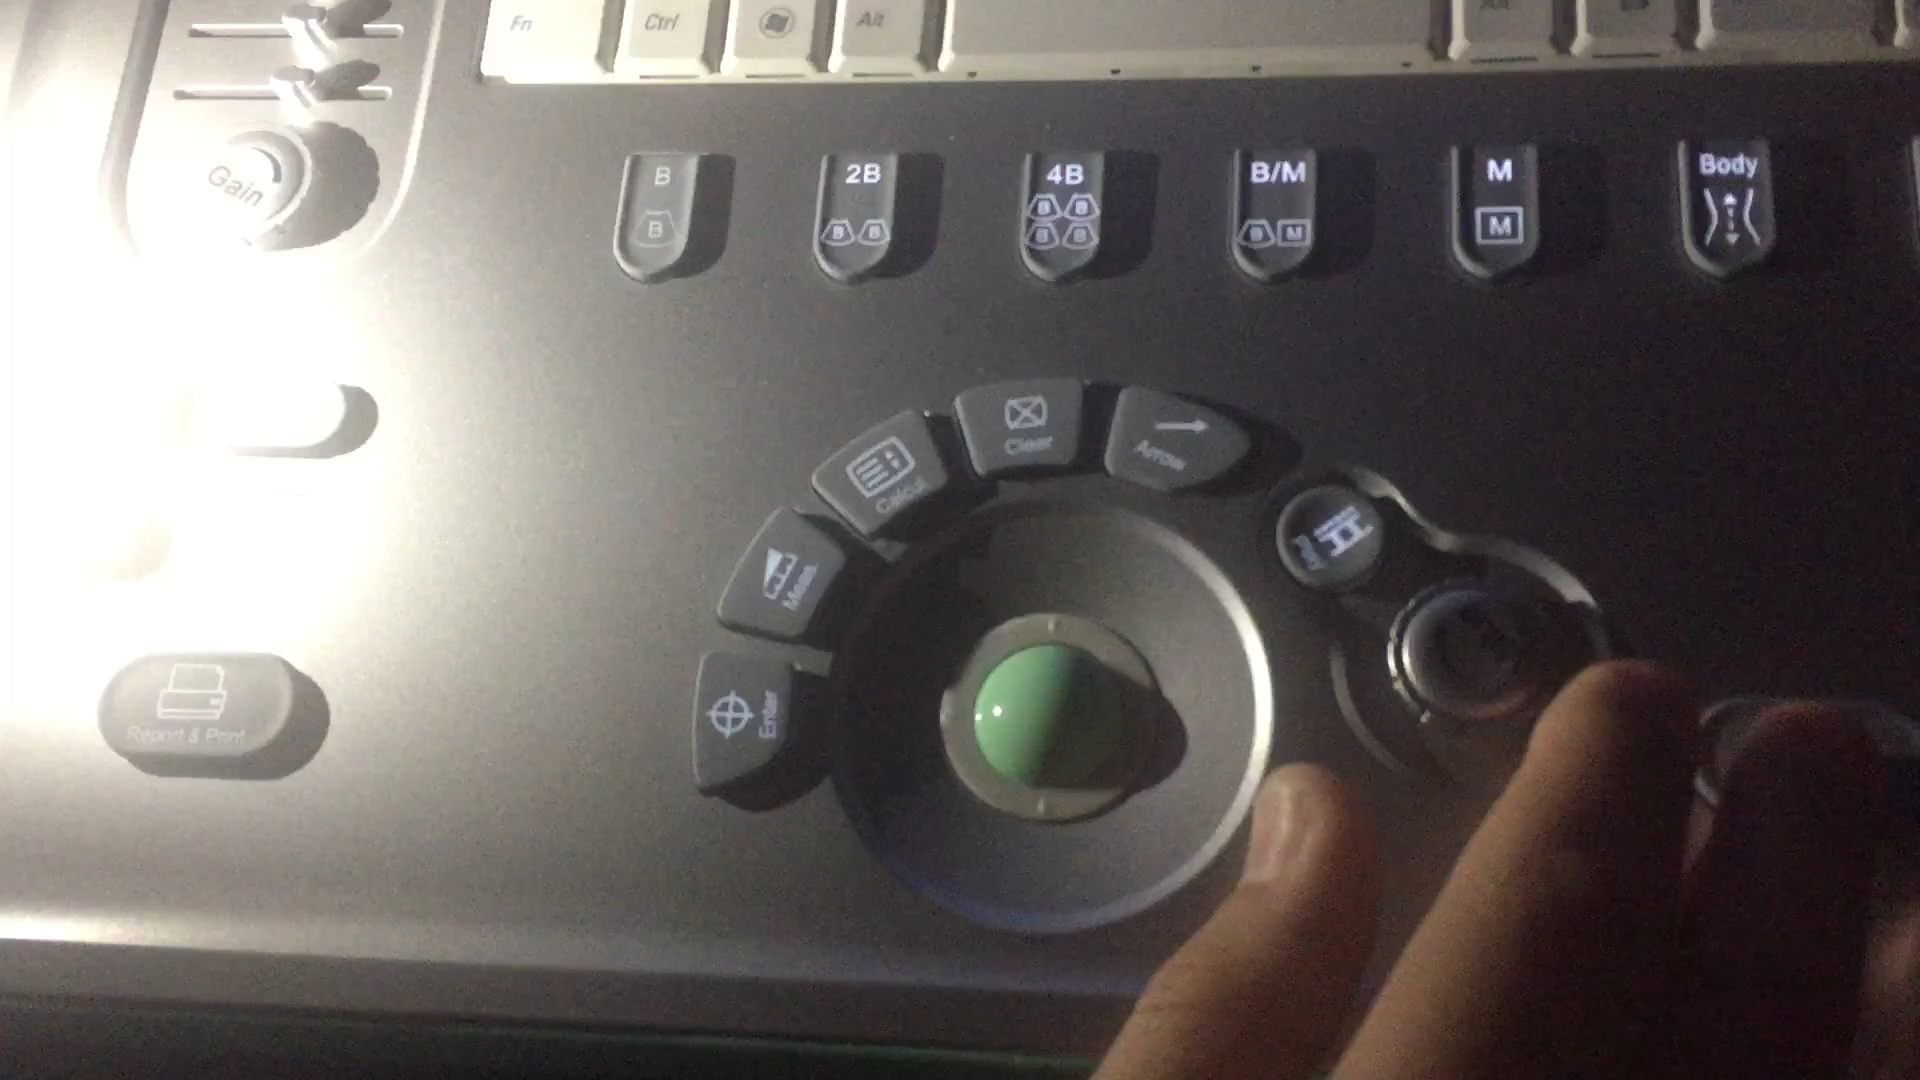 Fn Ctrl Alt
Gain
B 2B 4B B/M M Body
B B B B B B B B M M
Clear
Arrow
Calcul
Meas.
Enter
Report & Print